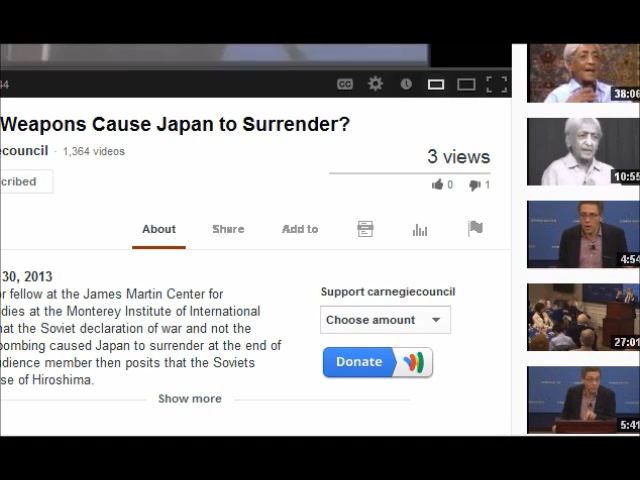 44
Weapons Cause Japan to Surrender?
ecouncil · 1,364 videos
3 views
cribed
0 1
About Share Add to
30, 2013
or fellow at the James Martin Center for
dies at the Monterey Institute of International
hat the Soviet declaration of war and not the
bombing caused Japan to surrender at the end of
udience member then posits that the Soviets
se of Hiroshima.
Show more
Support carnegiecouncil
Choose amount
Donate
38:06
10:55
4:54
27:01
5:41